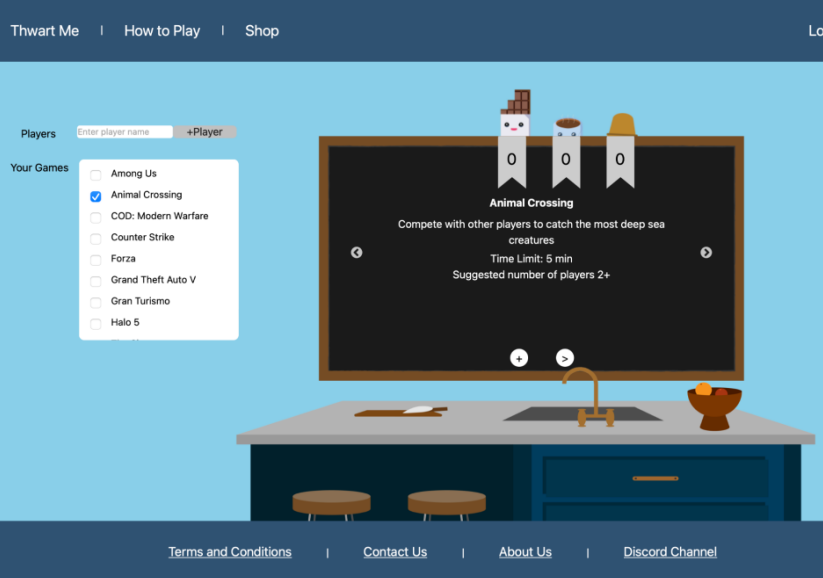 Thwart Me | How to Play | Shop
Players Enter player name +Player
Your Games
Among Us
Animal Crossing
COD: Modern Warfare
Counter Strike
Forza
Grand Theft Auto V
Gran Turismo
Halo 5
0 0 0
Animal Crossing
Compete with other players to catch the most deep sea
creatures
Time Limit: 5 min
Suggested number of players 2+
+ >
Terms and Conditions | Contact Us | About Us | Discord Channel